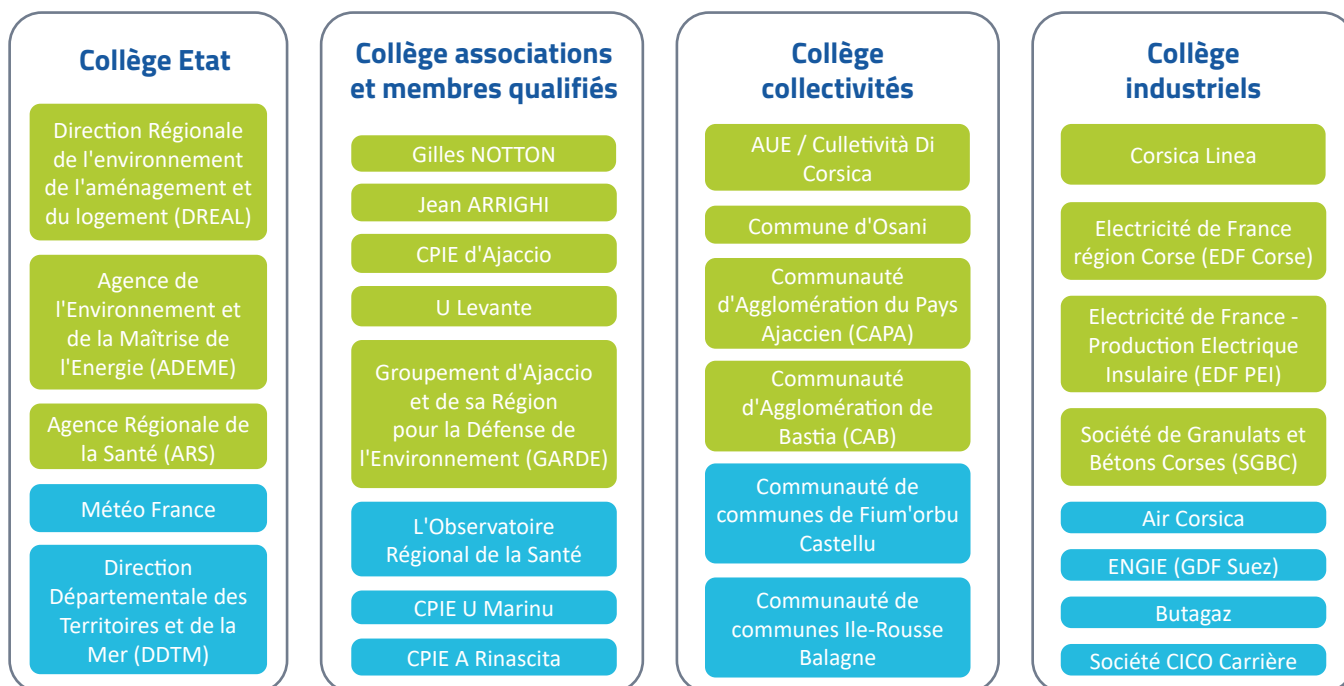 Collège Etat
Direction Régionale
de l'environnement
de l'aménagement et
du logement (DREAL)
Agence de
l'Environnement et
de la Maîtrise de
l'Energie (ADEME)
Agence Régionale de
la Santé (ARS)
Météo France
Direction
Départementale des
Territoires et de la
Mer (DDTM)
Collège associations
et membres qualifiés
Gilles NOTTON
Jean ARRIGHI
CPIE d'Ajaccio
U Levante
Groupement d'Ajaccio
et de sa Région
pour la Défense de
l'Environnement (GARDE)
L'Observatoire
Régional de la Santé
CPIE U Marinu
CPIE A Rinascita
Collège
collectivités
AUE / Culletività Di
Corsica
Commune d'Osani
Communauté
d'Agglomération du Pays
Ajaccien (CAPA)
Communauté
d'Agglomération de
Bastia (CAB)
Communauté de
communes de Fium'orbu
Castellu
Communauté de
communes Ile-Rousse
Balagne
Collège
industriels
Corsica Linea
Electricité de France
région Corse (EDF Corse)
Electricité de France -
Production Electrique
Insulaire (EDF PEI)
Société de Granulats et
Bétons Corses (SGBC)
Air Corsica
ENGIE (GDF Suez)
Butagaz
Société CICO Carrière